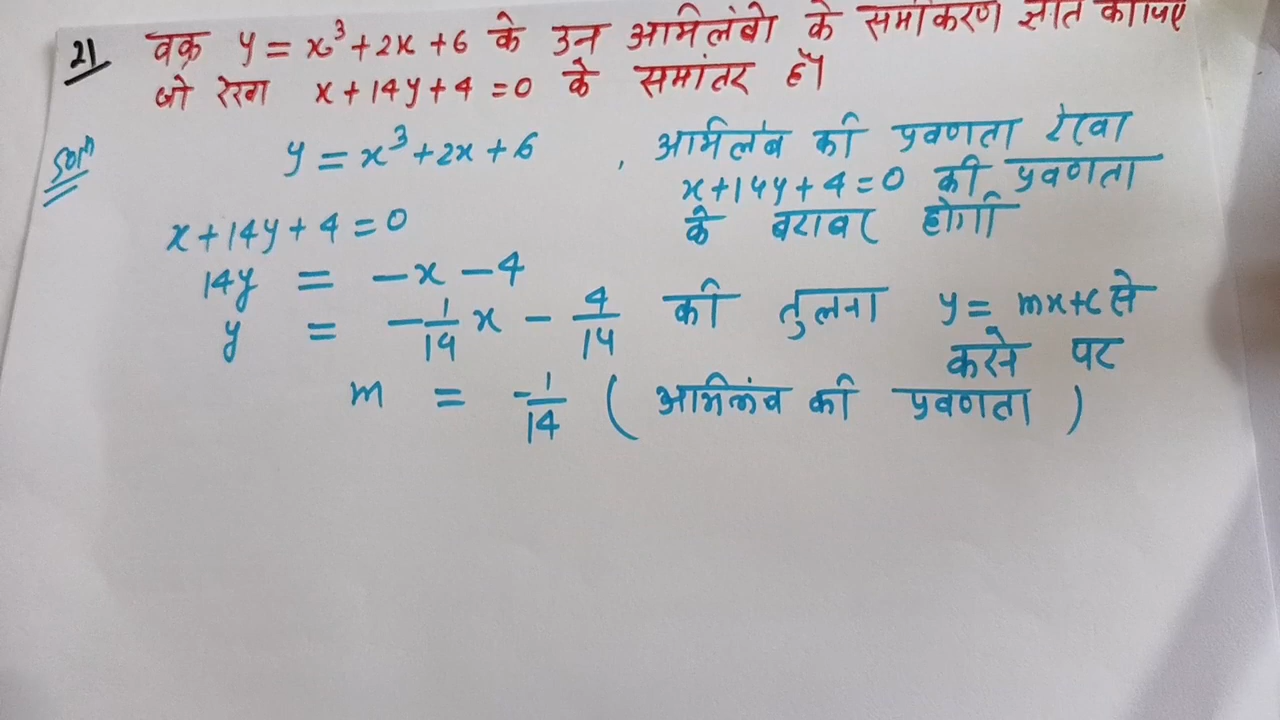 21 वक्र y = x³ + 2x + 6 के उन अभिलंबो के समीकरण ज्ञात कीजिए
जो रेखा x + 14y + 4 = 0 के समांतर है।
Solⁿ y = x³ + 2x + 6 , अभिलंब की प्रवणता रेखा
x + 14y + 4 = 0 की प्रवणता
के बराबर होगी
x + 14y + 4 = 0
14y = -x - 4
y = -1/14 x - 4/14 की तुलना y = mx + c से
करने पर
m = -1/14 ( अभिलंब की प्रवणता )